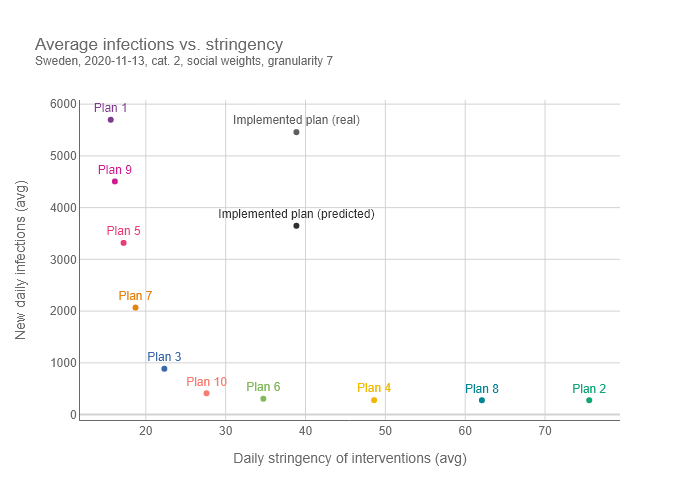 Average infections vs. stringency
Sweden, 2020-11-13, cat. 2, social weights, granularity 7
New daily infections (avg)
6000
5000
4000
3000
2000
1000
0
Plan 1
Implemented plan (real)
Plan 9
Implemented plan (predicted)
Plan 5
Plan 7
Plan 3
Plan 10
Plan 6
Plan 4
Plan 8
Plan 2
20
30
40
50
60
70
Daily stringency of interventions (avg)